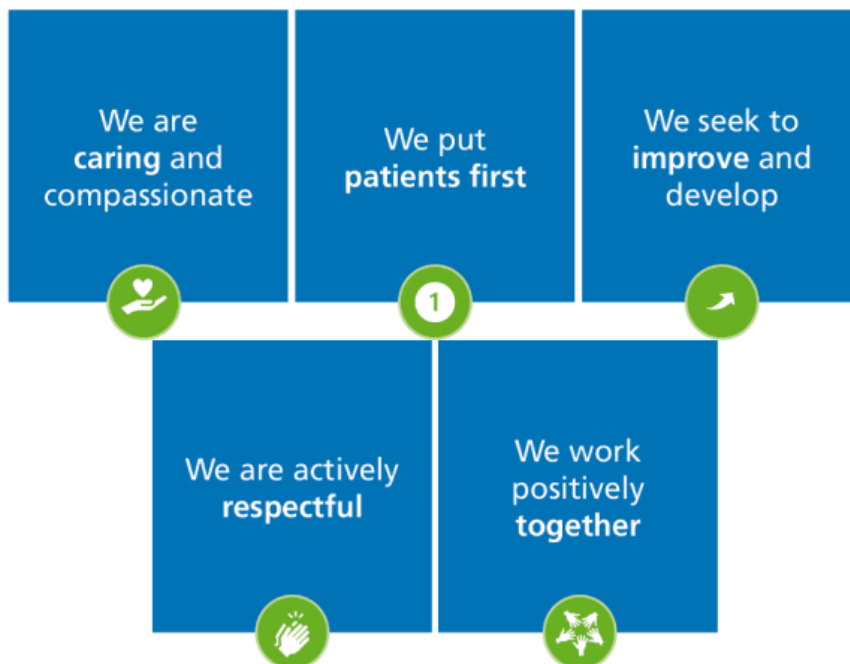 We are
caring and
compassionate
We put
patients first
We seek to
improve and
develop
1
We are actively
respectful
We work
positively
together